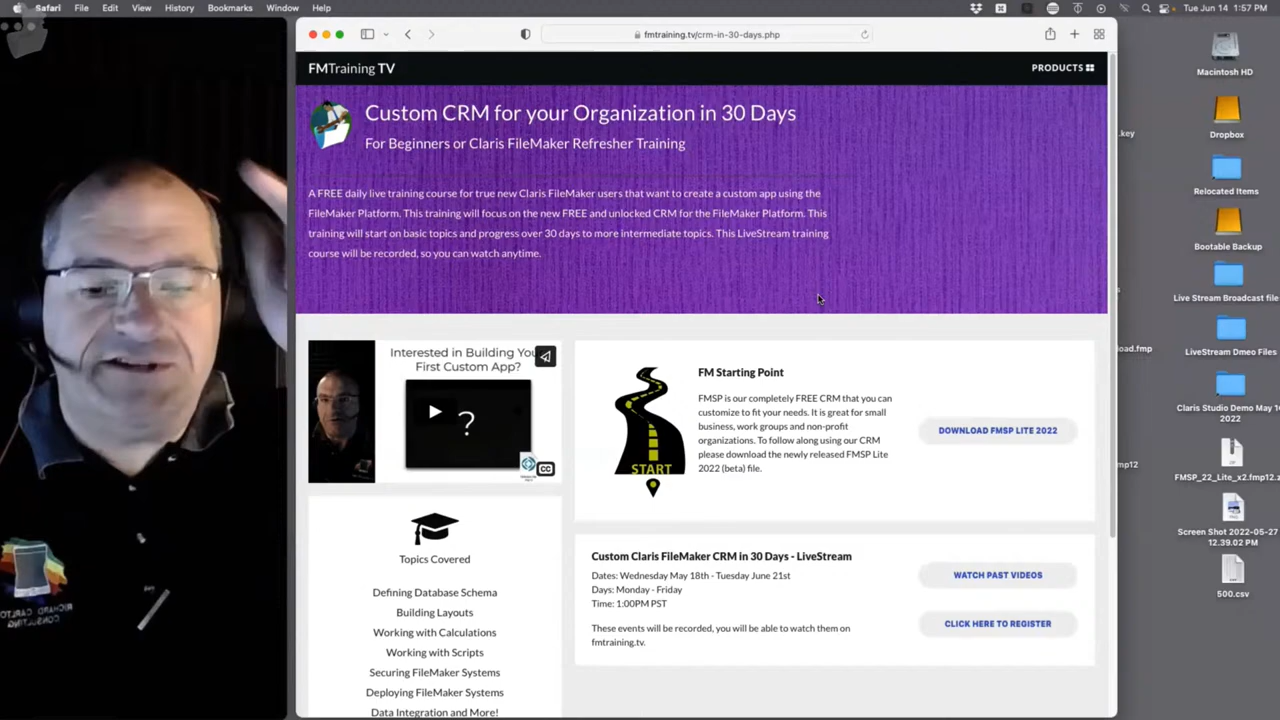 Safari File Edit View History Bookmarks Window Help
Tue Jun 14 1:57 PM
fmtraining.tv/crm-in-30-days.php
FMTraining TV
PRODUCTS
Custom CRM for your Organization in 30 Days
For Beginners or Claris FileMaker Refresher Training
A FREE daily live training course for true new Claris FileMaker users that want to create a custom app using the
FileMaker Platform. This training will focus on the new FREE and unlocked CRM for the FileMaker Platform. This
training will start on basic topics and progress over 30 days to more intermediate topics. This LiveStream training
course will be recorded, so you can watch anytime.
Interested in Building You
First Custom App?
?
CC
Topics Covered
Defining Database Schema
Building Layouts
Working with Calculations
Working with Scripts
Securing FileMaker Systems
Deploying FileMaker Systems
Data Integration and More!
START
FM Starting Point
FMSP is our completely FREE CRM that you can
customize to fit your needs. It is great for small
business, work groups and non-profit
organizations. To follow along using our CRM
please download the newly released FMSP Lite
2022 (beta) file.
DOWNLOAD FMSP LITE 2022
Custom Claris FileMaker CRM in 30 Days - LiveStream
Dates: Wednesday May 18th - Tuesday June 21st
Days: Monday - Friday
Time: 1:00PM PST
These events will be recorded, you will be able to watch them on
fmtraining.tv.
WATCH PAST VIDEOS
CLICK HERE TO REGISTER
Macintosh HD
.key
Dropbox
Relocated Items
Bootable Backup
Live Stream Broadcast file
oad.fmp
LiveStream Dmeo Files
Claris Studio Demo May 1
2022
mp12
FMSP_22_Lite_x2.fmp12.z
Screen Shot 2022-05-27
12.39.02 PM
500.csv
RICHARD CARLTON
CONSULTING